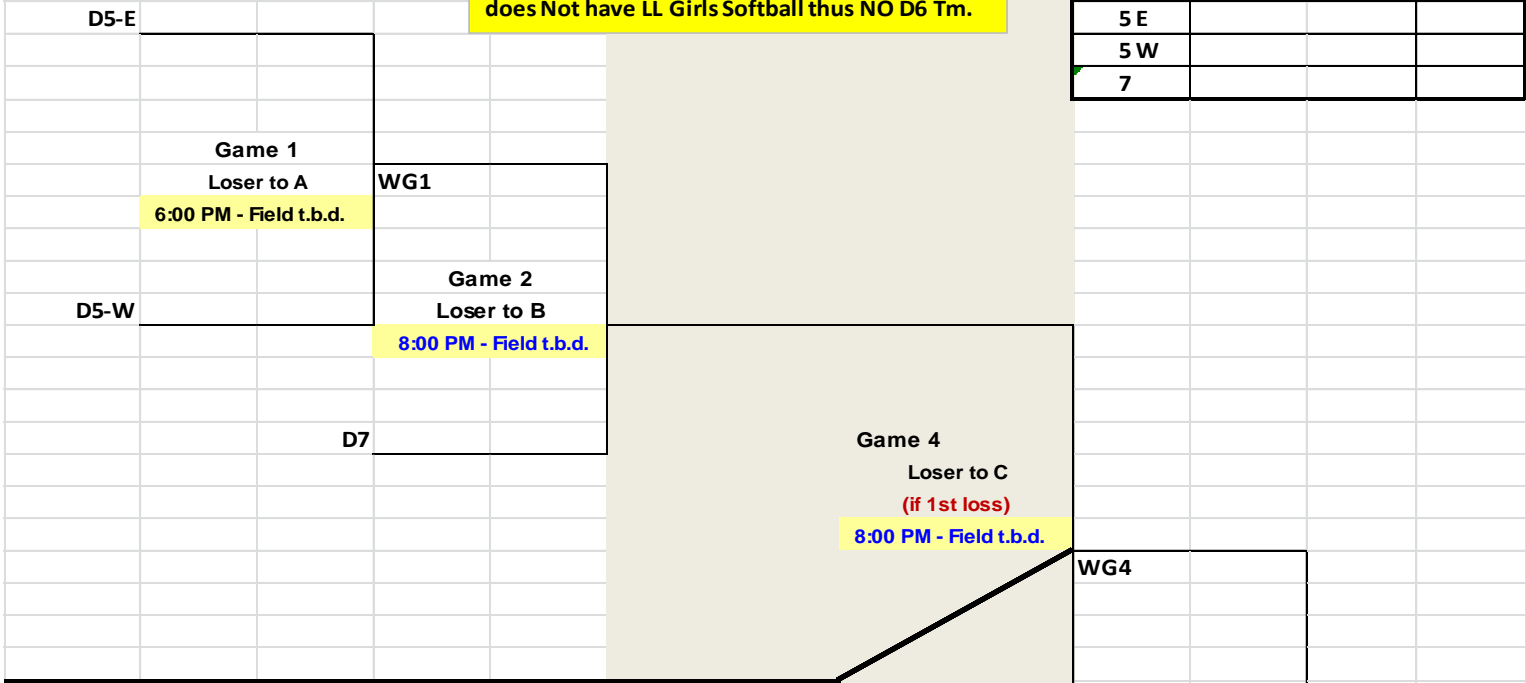 D5-E
does Not have LL Girls Softball thus NO D6 Tm.
5 E
5 W
7
Game 1
Loser to A
WG1
6:00 PM - Field t.b.d.
Game 2
D5-W
Loser to B
8:00 PM - Field t.b.d.
D7
Game 4
Loser to C
(if 1st loss)
8:00 PM - Field t.b.d.
WG4